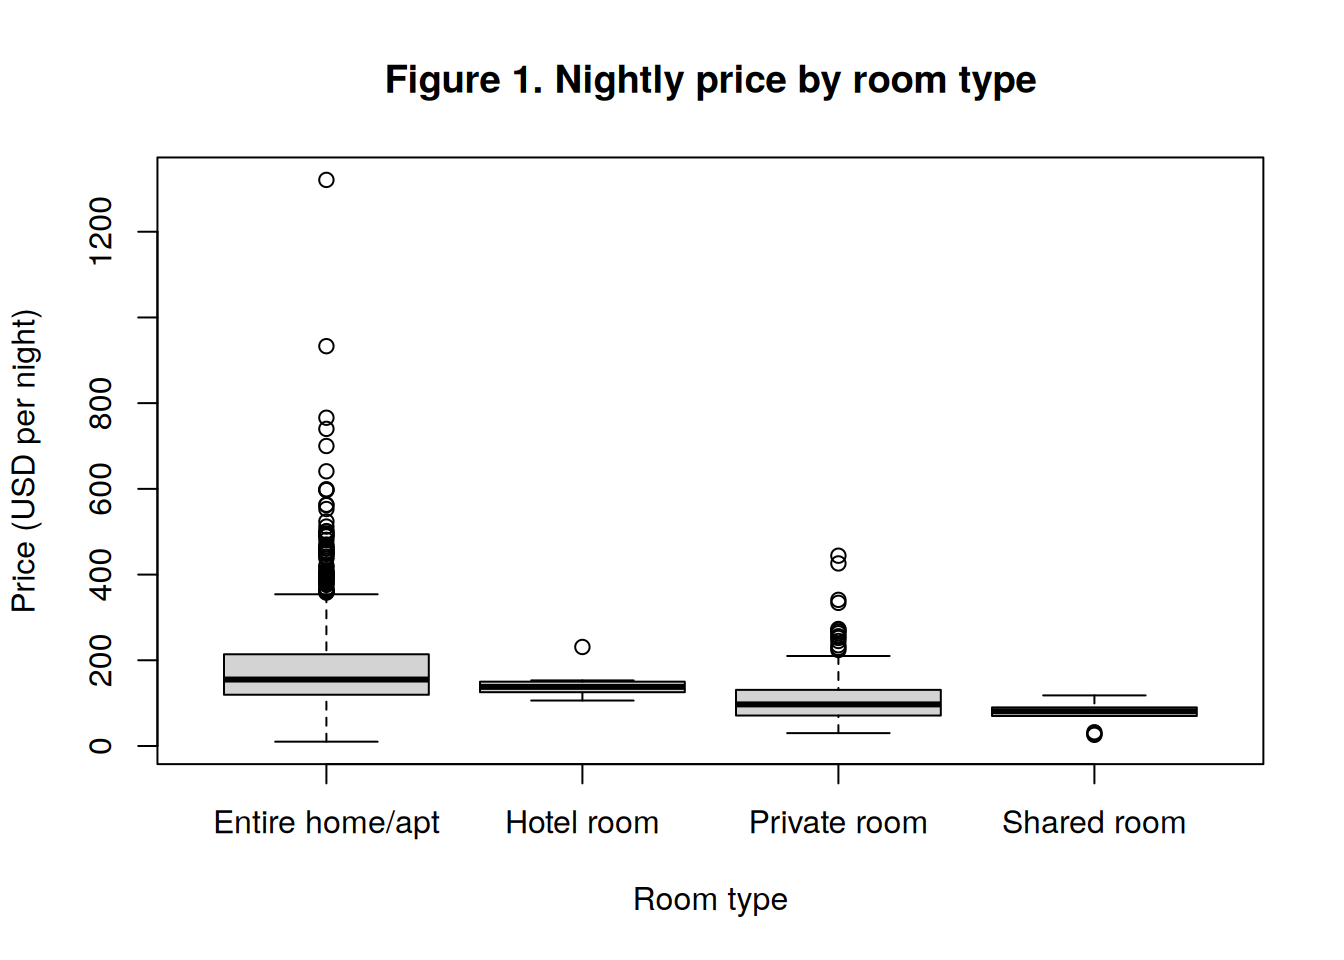 Figure 1. Nightly price by room type
Price (USD per night)
1200
800
600
400
200
0
Entire home/apt
Hotel room
Private room
Shared room
Room type